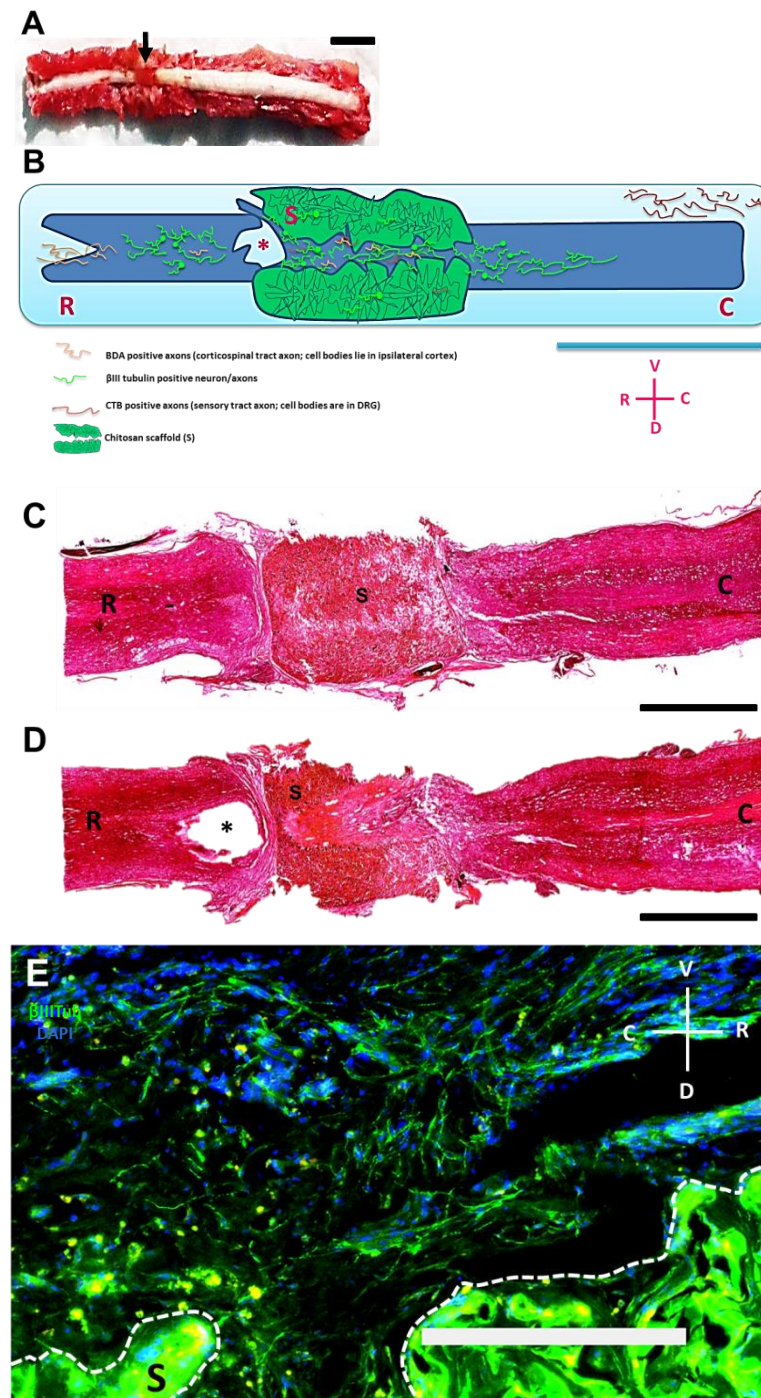 A
B
S
*
R
C
BDA positive axons (corticospinal tract axon; cell bodies lie in ipsilateral cortex)
βIII tubulin positive neuron/axons
CTB positive axons (sensory tract axon; cell bodies are in DRG)
Chitosan scaffold (S)
V
R C
D
C
R
-
S
C
D
R
*
S
C
E
βIIITub
DAPI
V
C R
D
S